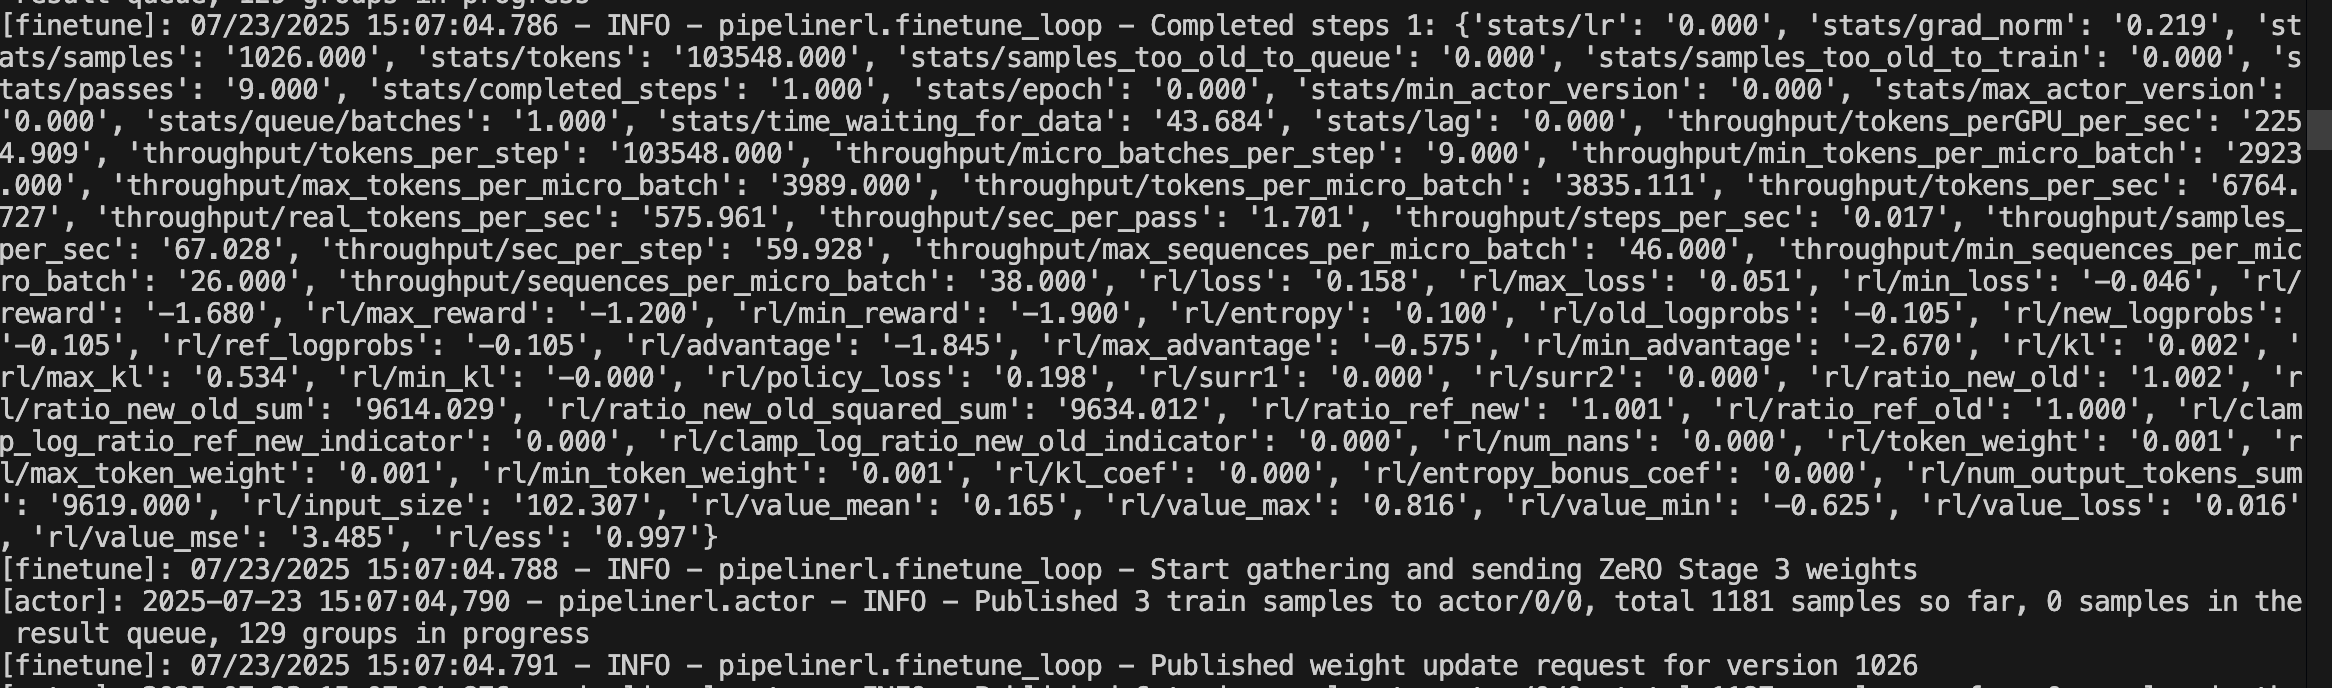 result queue, 129 groups in progress
[finetune]: 07/23/2025 15:07:04.786 - INFO - pipelinerl.finetune_loop - Completed steps 1: {'stats/lr': '0.000', 'stats/grad_norm': '0.219', 'st
ats/samples': '1026.000', 'stats/tokens': '103548.000', 'stats/samples_too_old_to_queue': '0.000', 'stats/samples_too_old_to_train': '0.000', 's
tats/passes': '9.000', 'stats/completed_steps': '1.000', 'stats/epoch': '0.000', 'stats/min_actor_version': '0.000', 'stats/max_actor_version':
'0.000', 'stats/queue/batches': '1.000', 'stats/time_waiting_for_data': '43.684', 'stats/lag': '0.000', 'throughput/tokens_perGPU_per_sec': '225
4.909', 'throughput/tokens_per_step': '103548.000', 'throughput/micro_batches_per_step': '9.000', 'throughput/min_tokens_per_micro_batch': '2923
.000', 'throughput/max_tokens_per_micro_batch': '3989.000', 'throughput/tokens_per_micro_batch': '3835.111', 'throughput/tokens_per_sec': '6764.
727', 'throughput/real_tokens_per_sec': '575.961', 'throughput/sec_per_pass': '1.701', 'throughput/steps_per_sec': '0.017', 'throughput/samples_
per_sec': '67.028', 'throughput/sec_per_step': '59.928', 'throughput/max_sequences_per_micro_batch': '46.000', 'throughput/min_sequences_per_mic
ro_batch': '26.000', 'throughput/sequences_per_micro_batch': '38.000', 'rl/loss': '0.158', 'rl/max_loss': '0.051', 'rl/min_loss': '-0.046', 'rl/
reward': '-1.680', 'rl/max_reward': '-1.200', 'rl/min_reward': '-1.900', 'rl/entropy': '0.100', 'rl/old_logprobs': '-0.105', 'rl/new_logprobs':
'-0.105', 'rl/ref_logprobs': '-0.105', 'rl/advantage': '-1.845', 'rl/max_advantage': '-0.575', 'rl/min_advantage': '-2.670', 'rl/kl': '0.002', '
rl/max_kl': '0.534', 'rl/min_kl': '-0.000', 'rl/policy_loss': '0.198', 'rl/surr1': '0.000', 'rl/surr2': '0.000', 'rl/ratio_new_old': '1.002', 'r
l/ratio_new_old_sum': '9614.029', 'rl/ratio_new_old_squared_sum': '9634.012', 'rl/ratio_ref_new': '1.001', 'rl/ratio_ref_old': '1.000', 'rl/clam
p_log_ratio_ref_new_indicator': '0.000', 'rl/clamp_log_ratio_new_old_indicator': '0.000', 'rl/num_nans': '0.000', 'rl/token_weight': '0.001', 'r
l/max_token_weight': '0.001', 'rl/min_token_weight': '0.001', 'rl/kl_coef': '0.000', 'rl/entropy_bonus_coef': '0.000', 'rl/num_output_tokens_sum
': '9619.000', 'rl/input_size': '102.307', 'rl/value_mean': '0.165', 'rl/value_max': '0.816', 'rl/value_min': '-0.625', 'rl/value_loss': '0.016'
, 'rl/value_mse': '3.485', 'rl/ess': '0.997'}
[finetune]: 07/23/2025 15:07:04.788 - INFO - pipelinerl.finetune_loop - Start gathering and sending ZeRO Stage 3 weights
[actor]: 2025-07-23 15:07:04,790 - pipelinerl.actor - INFO - Published 3 train samples to actor/0/0, total 1181 samples so far, 0 samples in the
result queue, 129 groups in progress
[finetune]: 07/23/2025 15:07:04.791 - INFO - pipelinerl.finetune_loop - Published weight update request for version 1026